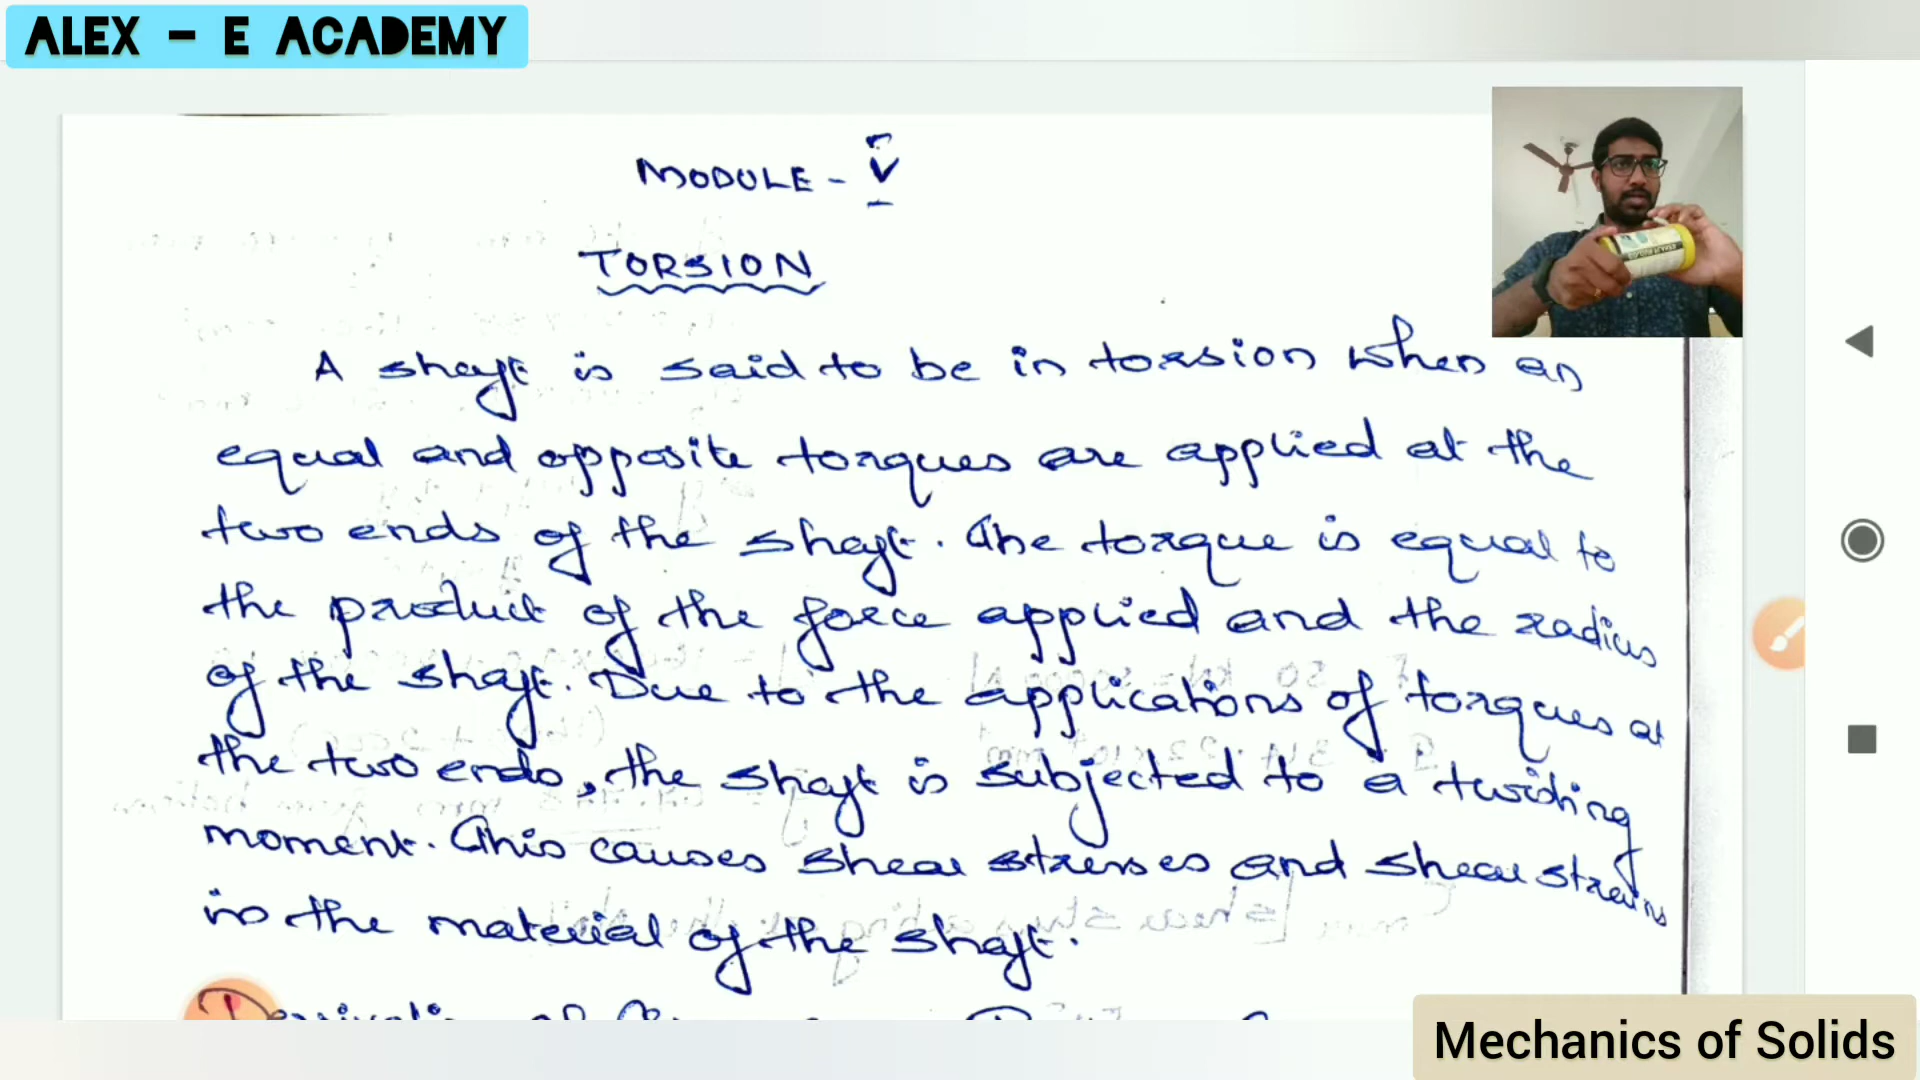 ALEX - E ACADEMY
MODULE - V
TORSION
A shaft is said to be in torsion when an
equal and opposite torques are applied at the
two ends of the shaft. The torque is equal to
the product of the force applied and the radius
of the shaft. Due to the applications of torques at
the two ends, the shaft is subjected to a twisting
moment. This causes shear stresses and shear strains
in the material of the shaft.
Mechanics of Solids